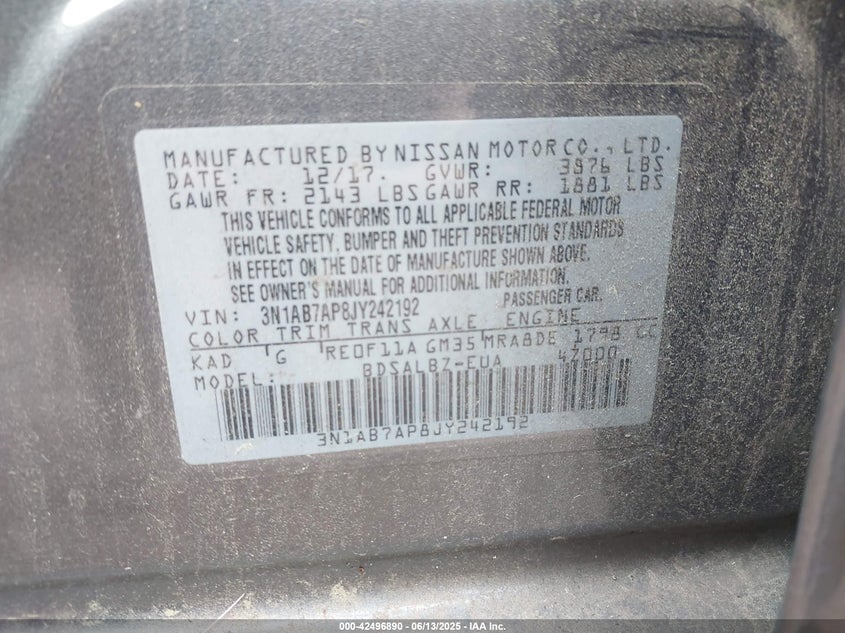 MANUFACTURED BY NISSAN MOTOR CO., LTD.
DATE: 12/17. GVWR: 3976 LBS
GAWR FR: 2143 LBS GAWR RR: 1881 LBS
THIS VEHICLE CONFORMS TO ALL APPLICABLE FEDERAL MOTOR
VEHICLE SAFETY, BUMPER AND THEFT PREVENTION STANDARDS
IN EFFECT ON THE DATE OF MANUFACTURE SHOWN ABOVE.
SEE OWNER'S MANUAL FOR ADDITIONAL INFORMATION.
VIN: 3N1AB7AP8JY242192 PASSENGER CAR.
COLOR TRIM TRANS AXLE ENGINE
KAD G RE0F11A GM35 MRA8DE 1798 CC
MODEL: BDSALBZ-EUA 4Z000
3N1AB7AP8JY242192
000-42496890 - 06/13/2025 - IAA Inc.